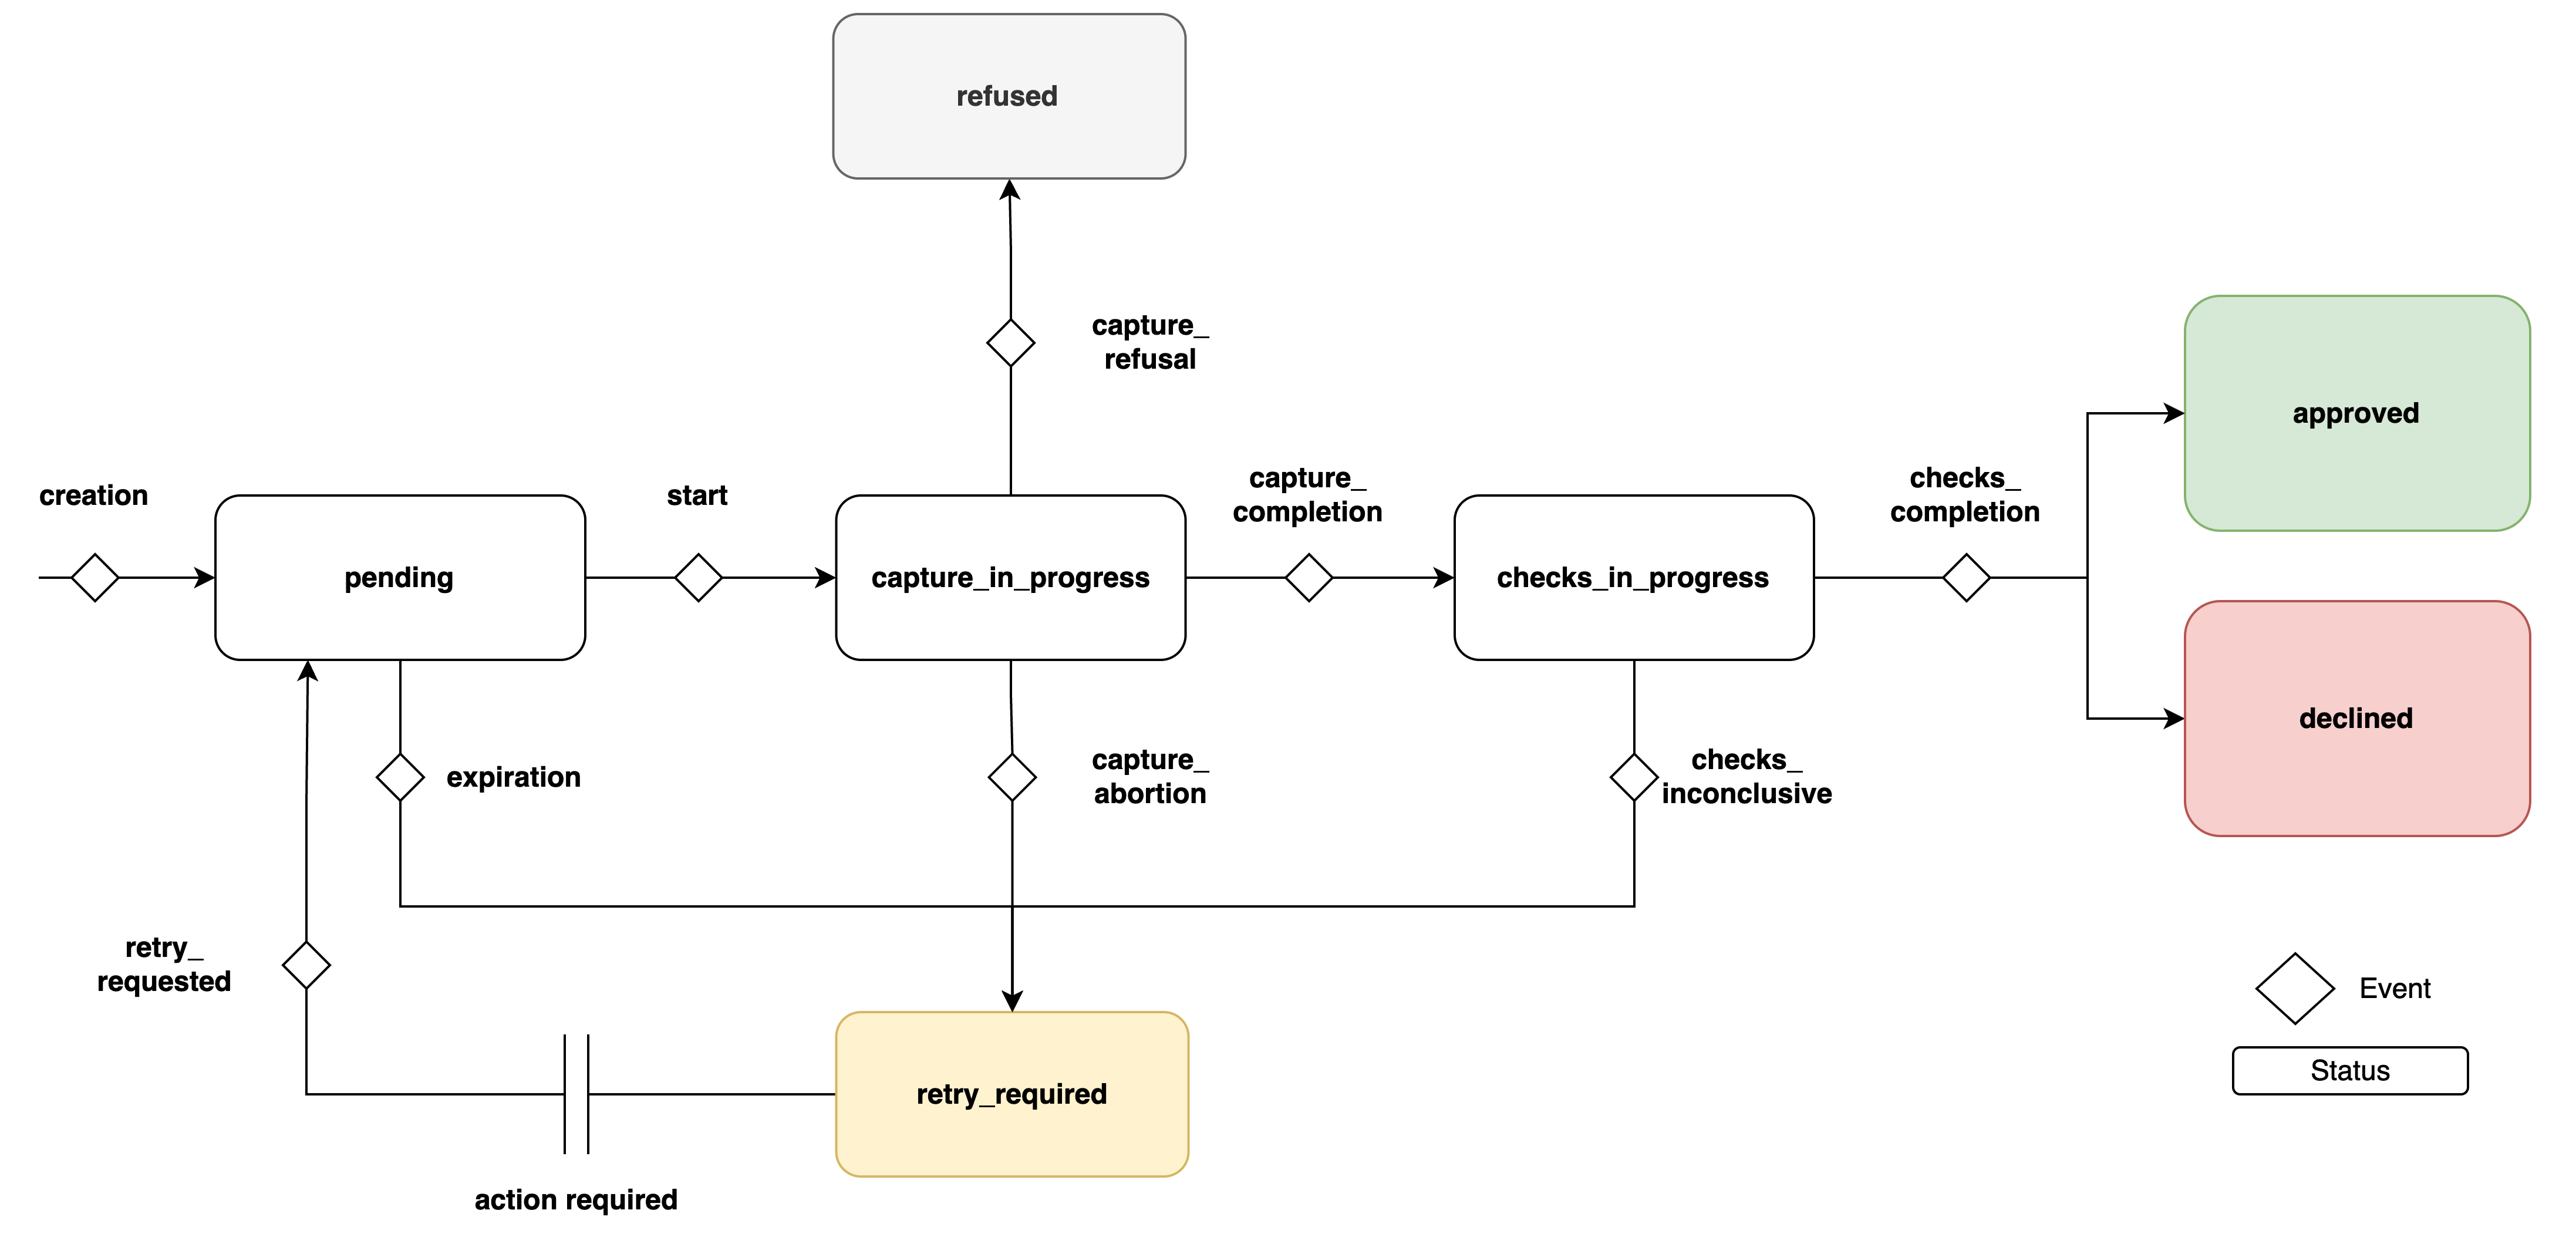 refused
capture_
refusal
approved
creation
start
capture_
completion
checks_
completion
pending
capture_in_progress
checks_in_progress
declined
expiration
capture_
abortion
checks_
inconclusive
retry_
requested
Event
Status
retry_required
action required